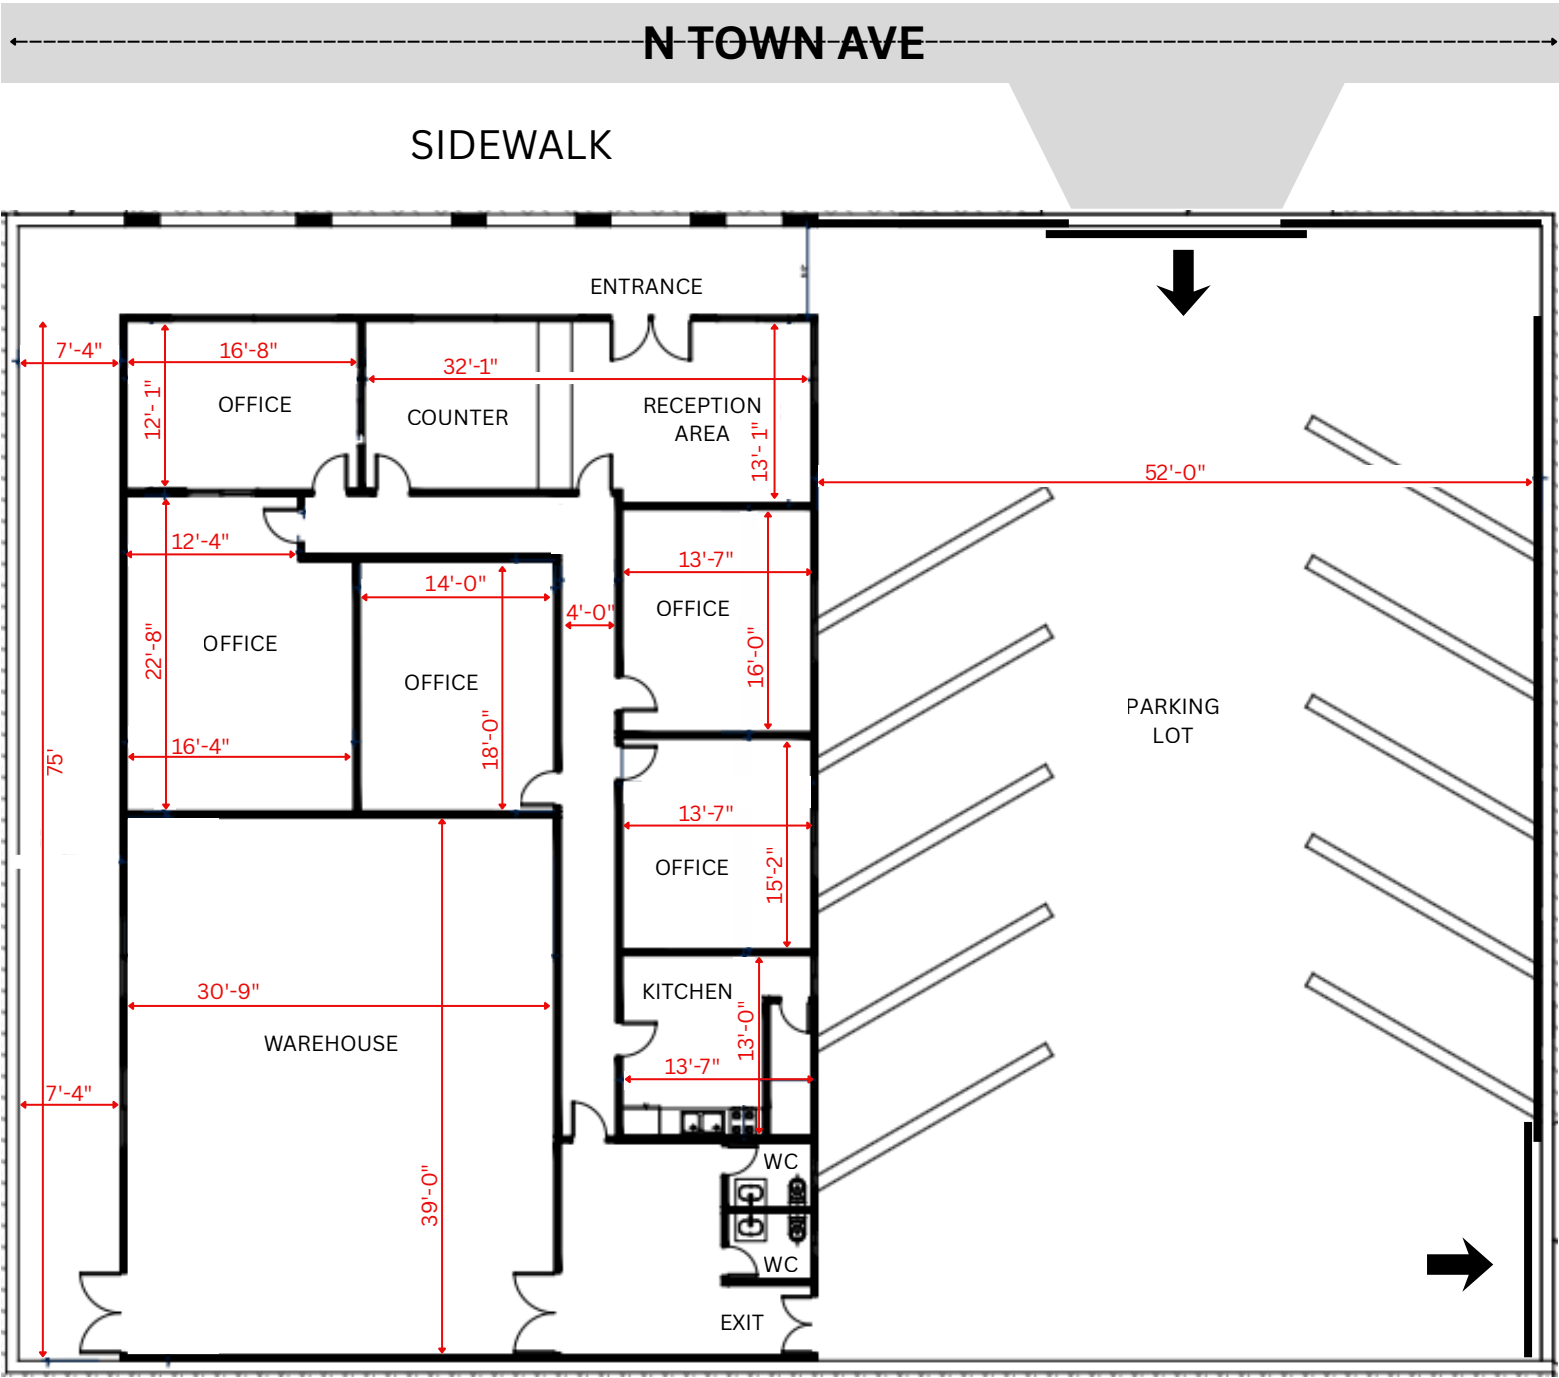 N TOWN AVE
SIDEWALK
ENTRANCE
7'-4"
16'-8"
32'-1"
12'- 1"
OFFICE
COUNTER
RECEPTION
AREA
13'- 1"
52'-0"
12'-4"
13'-7"
14'-0"
4'-0"
OFFICE
22'-8"
OFFICE
16'-0"
OFFICE
18'-0"
PARKING
LOT
16'-4"
75'
13'-7"
OFFICE
15'-2"
30'-9"
KITCHEN
13'-0"
WAREHOUSE
13'-7"
7'-4"
39'-0"
WC
WC
EXIT